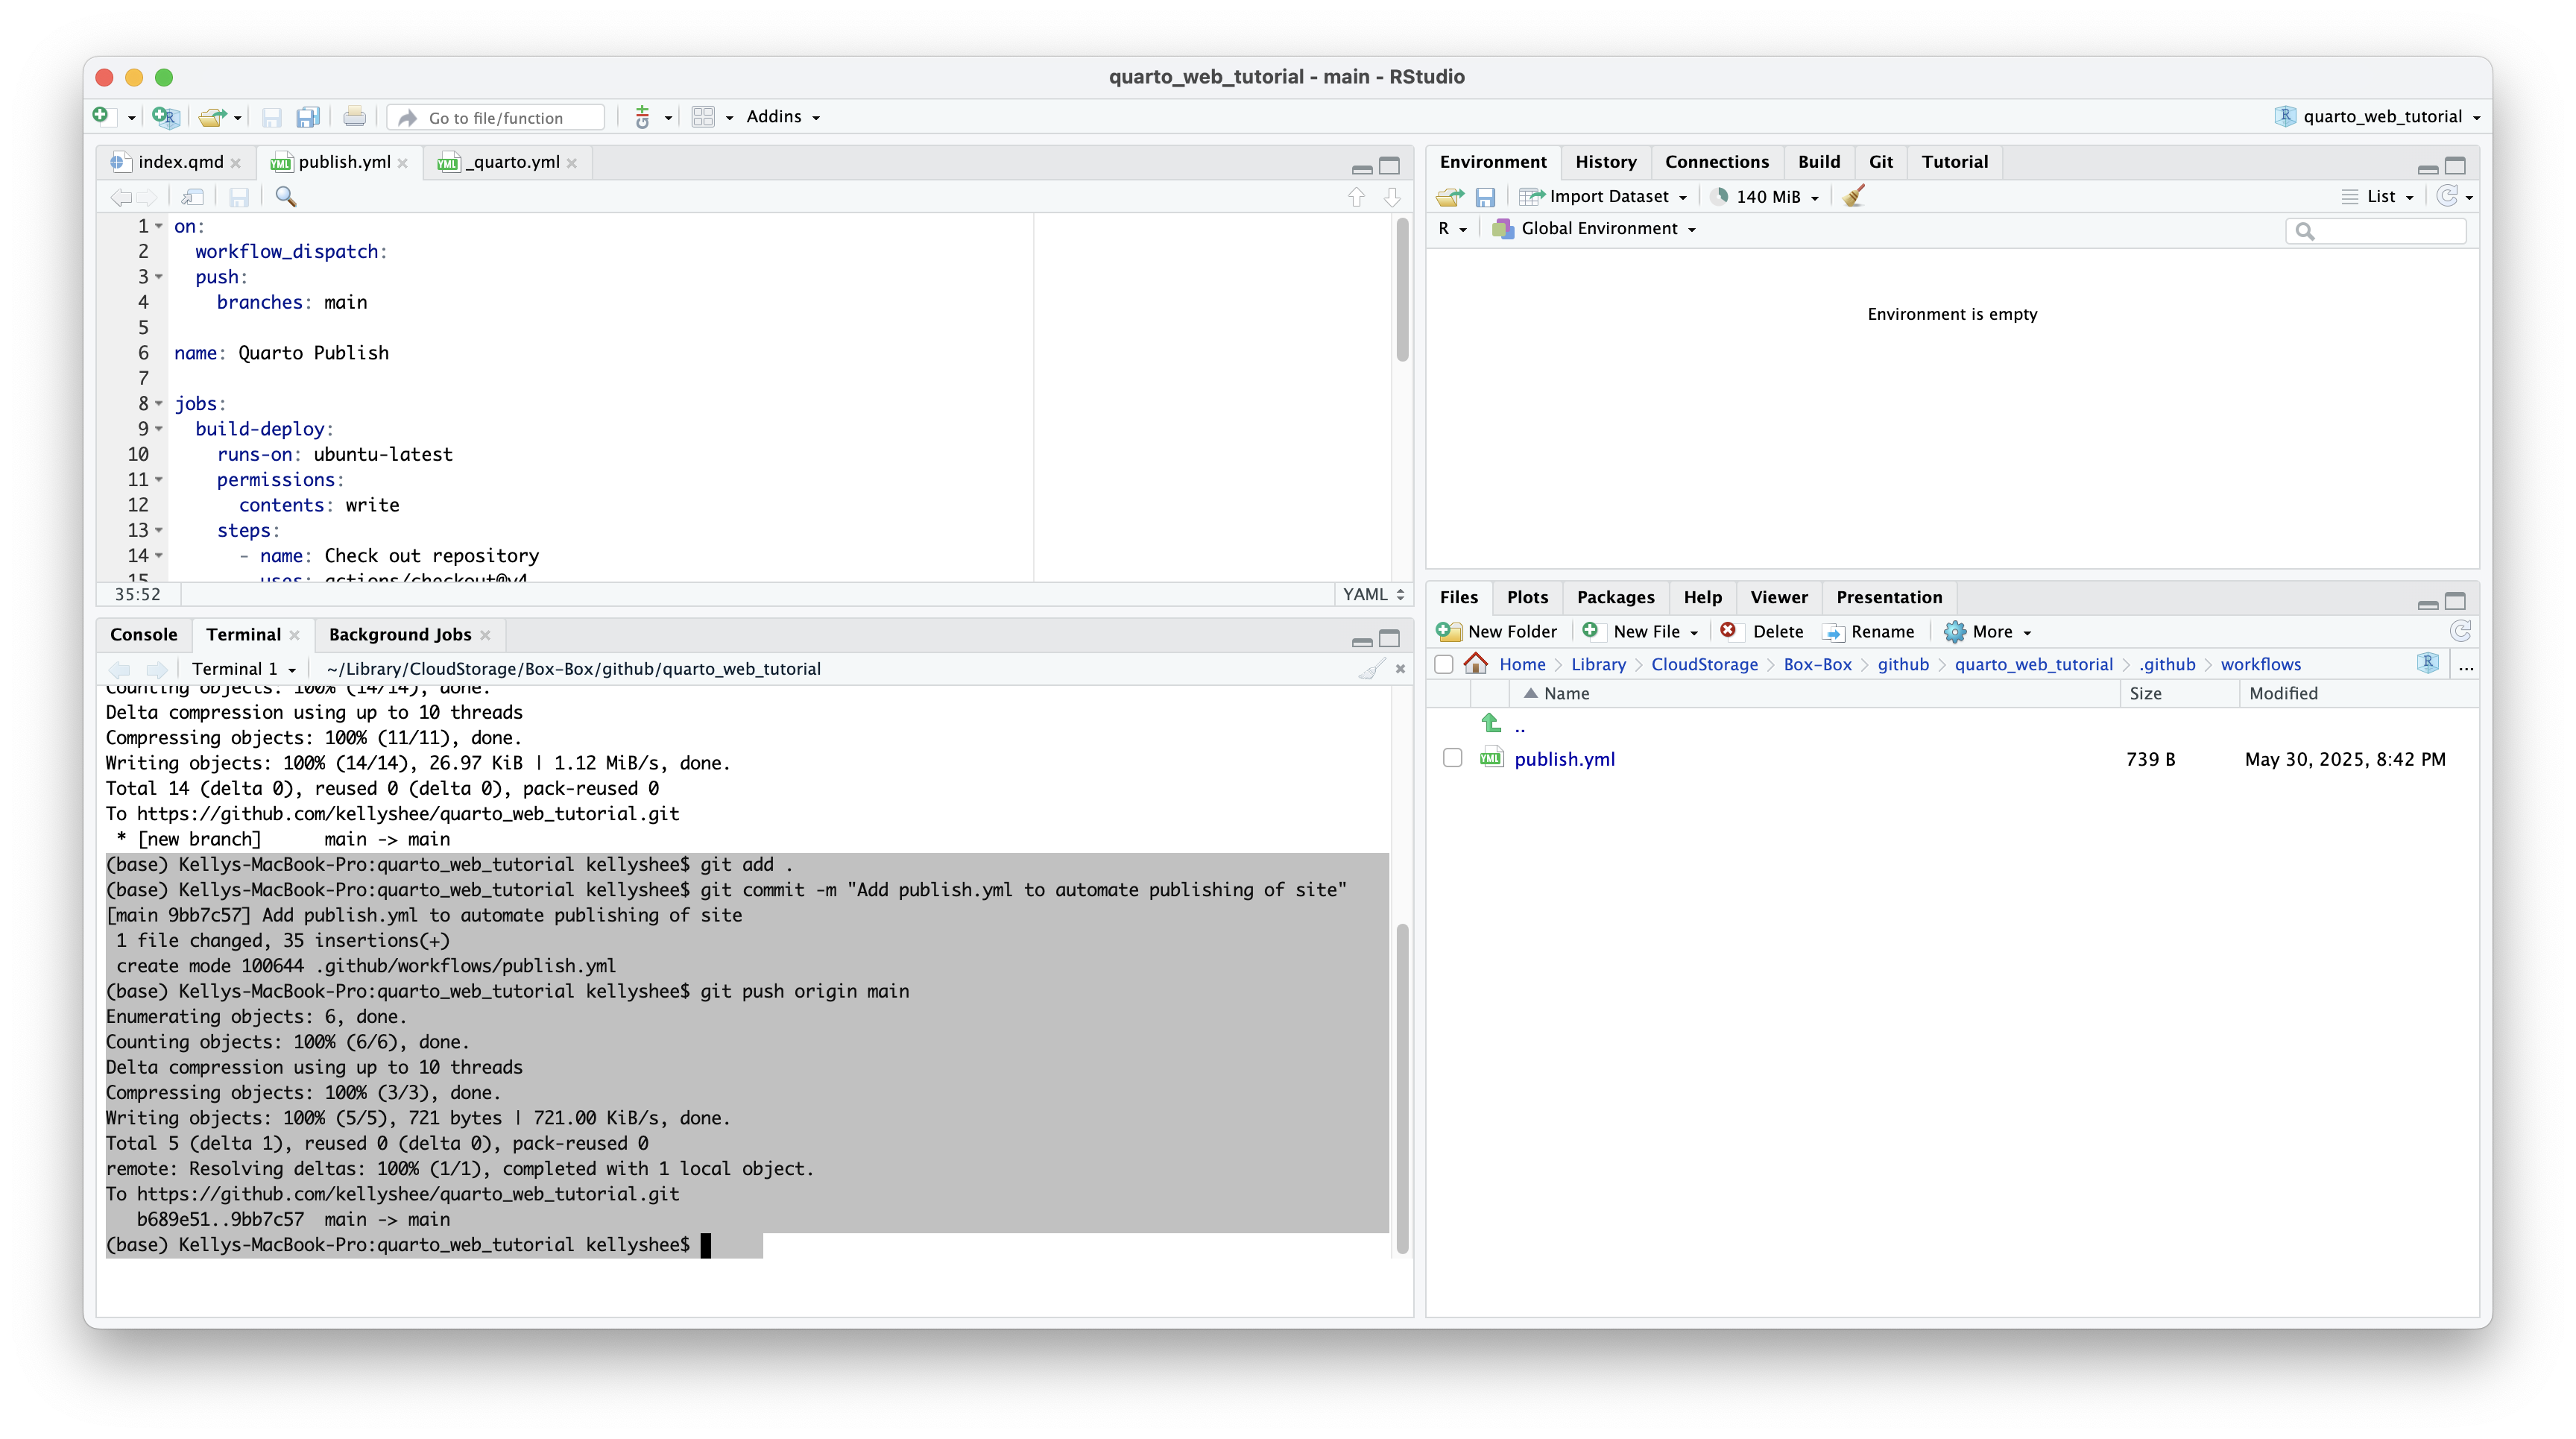 quarto_web_tutorial - main - RStudio
Go to file/function
Addins
quarto_web_tutorial
index.qmd
publish.yml
_quarto.yml
1 on:
2 workflow_dispatch:
3 push:
4 branches: main
5
6 name: Quarto Publish
7
8 jobs:
9 build-deploy:
10 runs-on: ubuntu-latest
11 permissions:
12 contents: write
13 steps:
14 - name: Check out repository
15 uses: actions/checkout@v4
35:52
YAML
Console
Terminal
Background Jobs
Terminal 1
~/Library/CloudStorage/Box-Box/github/quarto_web_tutorial
Counting objects: 100% (14/14), done.
Delta compression using up to 10 threads
Compressing objects: 100% (11/11), done.
Writing objects: 100% (14/14), 26.97 KiB | 1.12 MiB/s, done.
Total 14 (delta 0), reused 0 (delta 0), pack-reused 0
To https://github.com/kellyshee/quarto_web_tutorial.git
* [new branch] main -> main
(base) Kellys-MacBook-Pro:quarto_web_tutorial kellyshee$ git add .
(base) Kellys-MacBook-Pro:quarto_web_tutorial kellyshee$ git commit -m "Add publish.yml to automate publishing of site"
[main 9bb7c57] Add publish.yml to automate publishing of site
1 file changed, 35 insertions(+)
create mode 100644 .github/workflows/publish.yml
(base) Kellys-MacBook-Pro:quarto_web_tutorial kellyshee$ git push origin main
Enumerating objects: 6, done.
Counting objects: 100% (6/6), done.
Delta compression using up to 10 threads
Compressing objects: 100% (3/3), done.
Writing objects: 100% (5/5), 721 bytes | 721.00 KiB/s, done.
Total 5 (delta 1), reused 0 (delta 0), pack-reused 0
remote: Resolving deltas: 100% (1/1), completed with 1 local object.
To https://github.com/kellyshee/quarto_web_tutorial.git
b689e51..9bb7c57 main -> main
(base) Kellys-MacBook-Pro:quarto_web_tutorial kellyshee$
Environment
History
Connections
Build
Git
Tutorial
Import Dataset
140 MiB
List
R
Global Environment
Environment is empty
Files
Plots
Packages
Help
Viewer
Presentation
New Folder
New File
Delete
Rename
More
Home
Library
CloudStorage
Box-Box
github
quarto_web_tutorial
.github
workflows
...
Name
Size
Modified
..
publish.yml
739 B
May 30, 2025, 8:42 PM